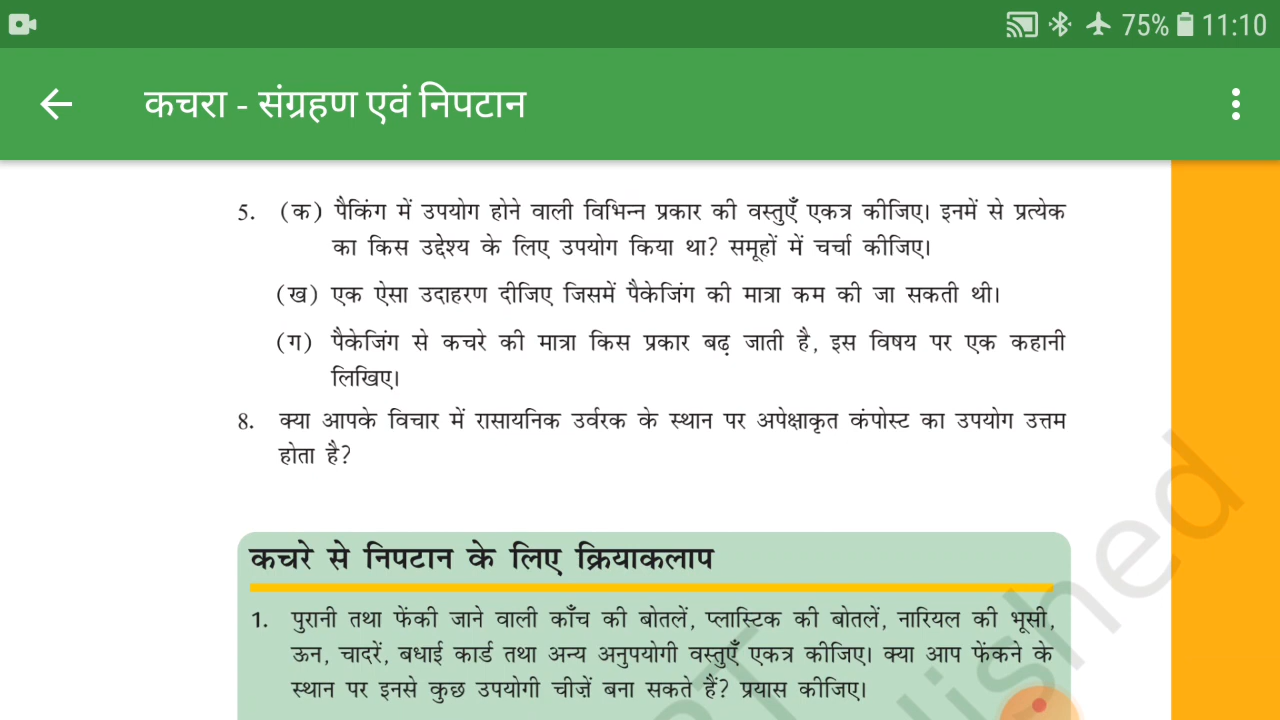 75% 11:10
कचरा - संग्रहण एवं निपटान
5. (क) पैकिंग में उपयोग होने वाली विभिन्न प्रकार की वस्तुएँ एकत्र कीजिए। इनमें से प्रत्येक
का किस उद्देश्य के लिए उपयोग किया था? समूहों में चर्चा कीजिए।
(ख) एक ऐसा उदाहरण दीजिए जिसमें पैकेजिंग की मात्रा कम की जा सकती थी।
(ग) पैकेजिंग से कचरे की मात्रा किस प्रकार बढ़ जाती है, इस विषय पर एक कहानी
लिखिए।
8. क्या आपके विचार में रासायनिक उर्वरक के स्थान पर अपेक्षाकृत कंपोस्ट का उपयोग उत्तम
होता है?
कचरे से निपटान के लिए क्रियाकलाप
1. पुरानी तथा फेंकी जाने वाली काँच की बोतलें, प्लास्टिक की बोतलें, नारियल की भूसी,
ऊन, चादरें, बधाई कार्ड तथा अन्य अनुपयोगी वस्तुएँ एकत्र कीजिए। क्या आप फेंकने के
स्थान पर इनसे कुछ उपयोगी चीज़ें बना सकते हैं? प्रयास कीजिए।